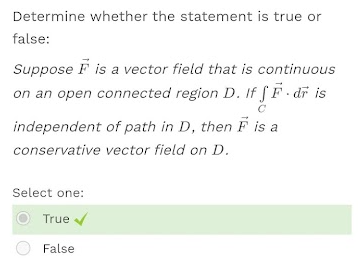 Determine whether the statement is true or
false:
Suppose $\vec{F}$ is a vector field that is continuous
on an open connected region $D$. If $\int_C \vec{F} \cdot d\vec{r}$ is
independent of path in $D$, then $\vec{F}$ is a
conservative vector field on $D$.
Select one:
True
False